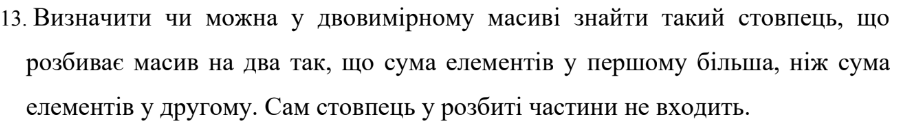 13. Визначити чи можна у двовимірному масиві знайти такий стовпець, що
розбиває масив на два так, що сума елементів у першому більша, ніж сума
елементів у другому. Сам стовпець у розбиті частини не входить.